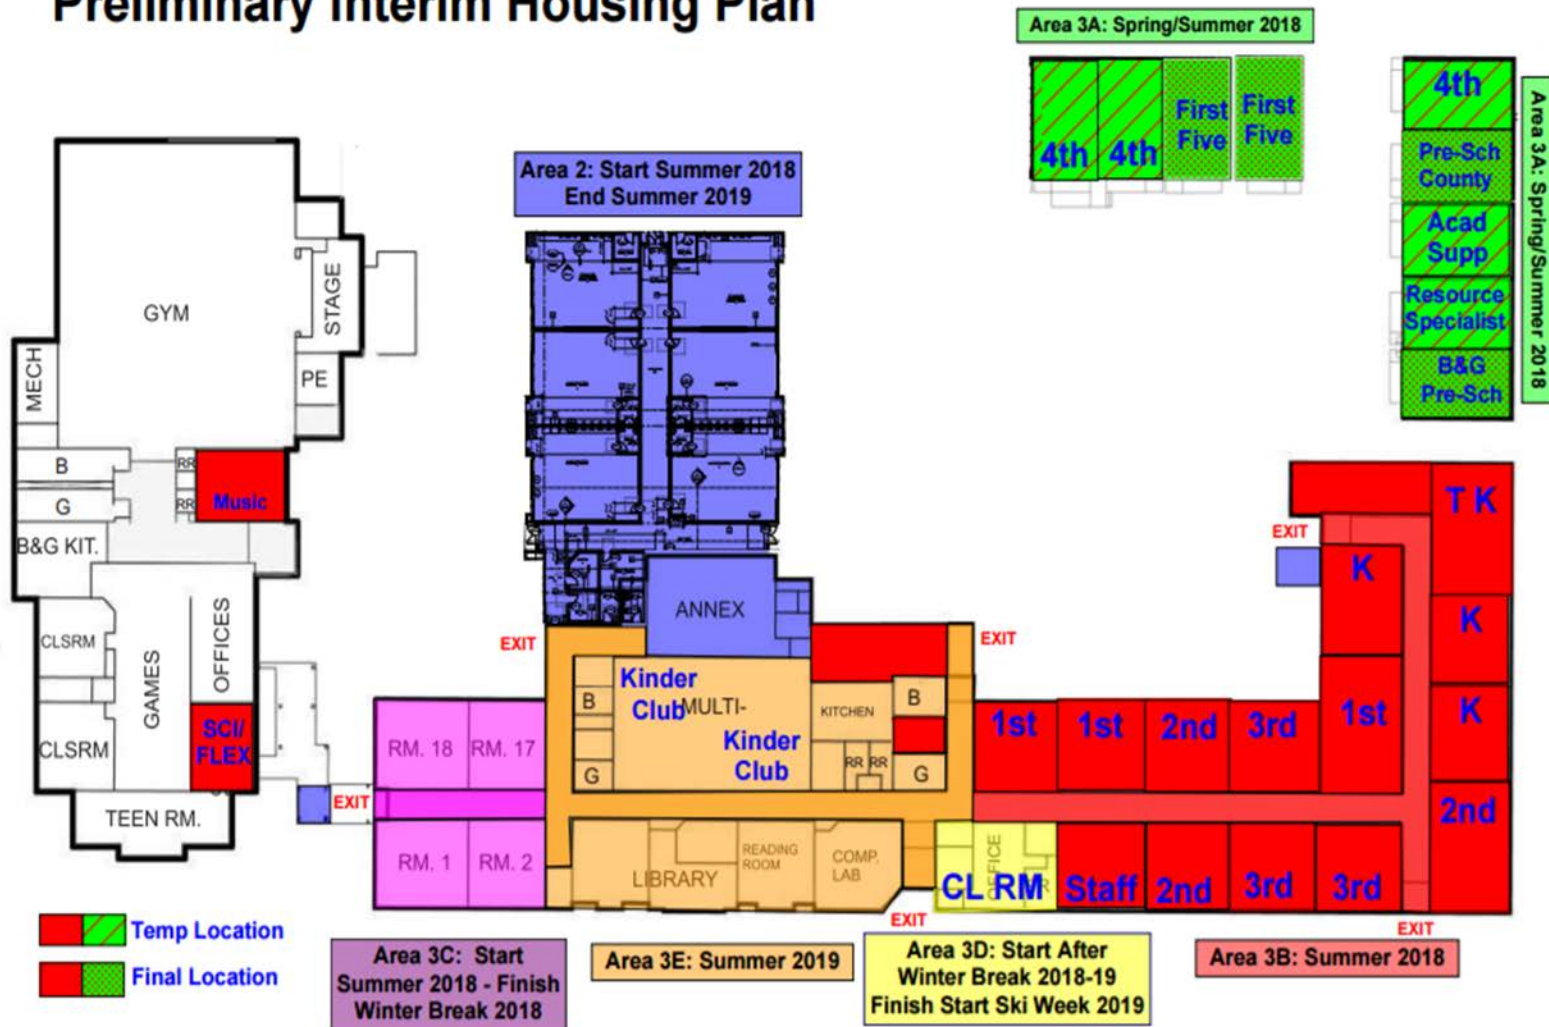 Preliminary Interim Housing Plan
Area 3A: Spring/Summer 2018
4th
4th
First
Five
First
Five
4th
Pre-Sch
County
Acad
Supp
Resource
Specialist
B&G
Pre-Sch
Area 3A: Spring/Summer 2018
Area 2: Start Summer 2018
End Summer 2019
GYM
STAGE
MECH
PE
B
RR
G
RR
Music
B&G KIT.
CLSRM
GAMES
OFFICES
CLSRM
SCI/
FLEX
TEEN RM.
EXIT
ANNEX
EXIT
EXIT
Kinder
Club
MULTI-
Kinder
Club
B
G
KITCHEN
B
RR
RR
G
RM. 18
RM. 17
RM. 1
RM. 2
LIBRARY
READING
ROOM
COMP.
LAB
EXIT
OFFICE
CL RM
Staff
2nd
3rd
3rd
1st
1st
2nd
3rd
1st
EXIT
K
T K
K
K
2nd
EXIT
Temp Location
Final Location
Area 3C: Start
Summer 2018 - Finish
Winter Break 2018
Area 3E: Summer 2019
Area 3D: Start After
Winter Break 2018-19
Finish Start Ski Week 2019
Area 3B: Summer 2018